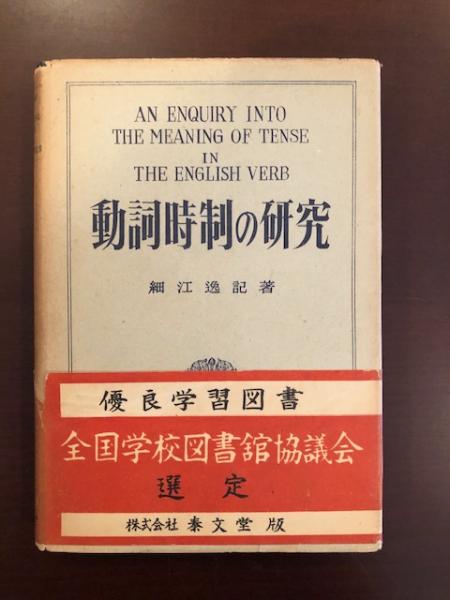 AN ENQUIRY INTO
THE MEANING OF TENSE
IN
THE ENGLISH VERB
動詞時制の研究
細江逸記著
優良学習図書
全国学校図書舘協議会
選定
株式会社 泰文堂 版